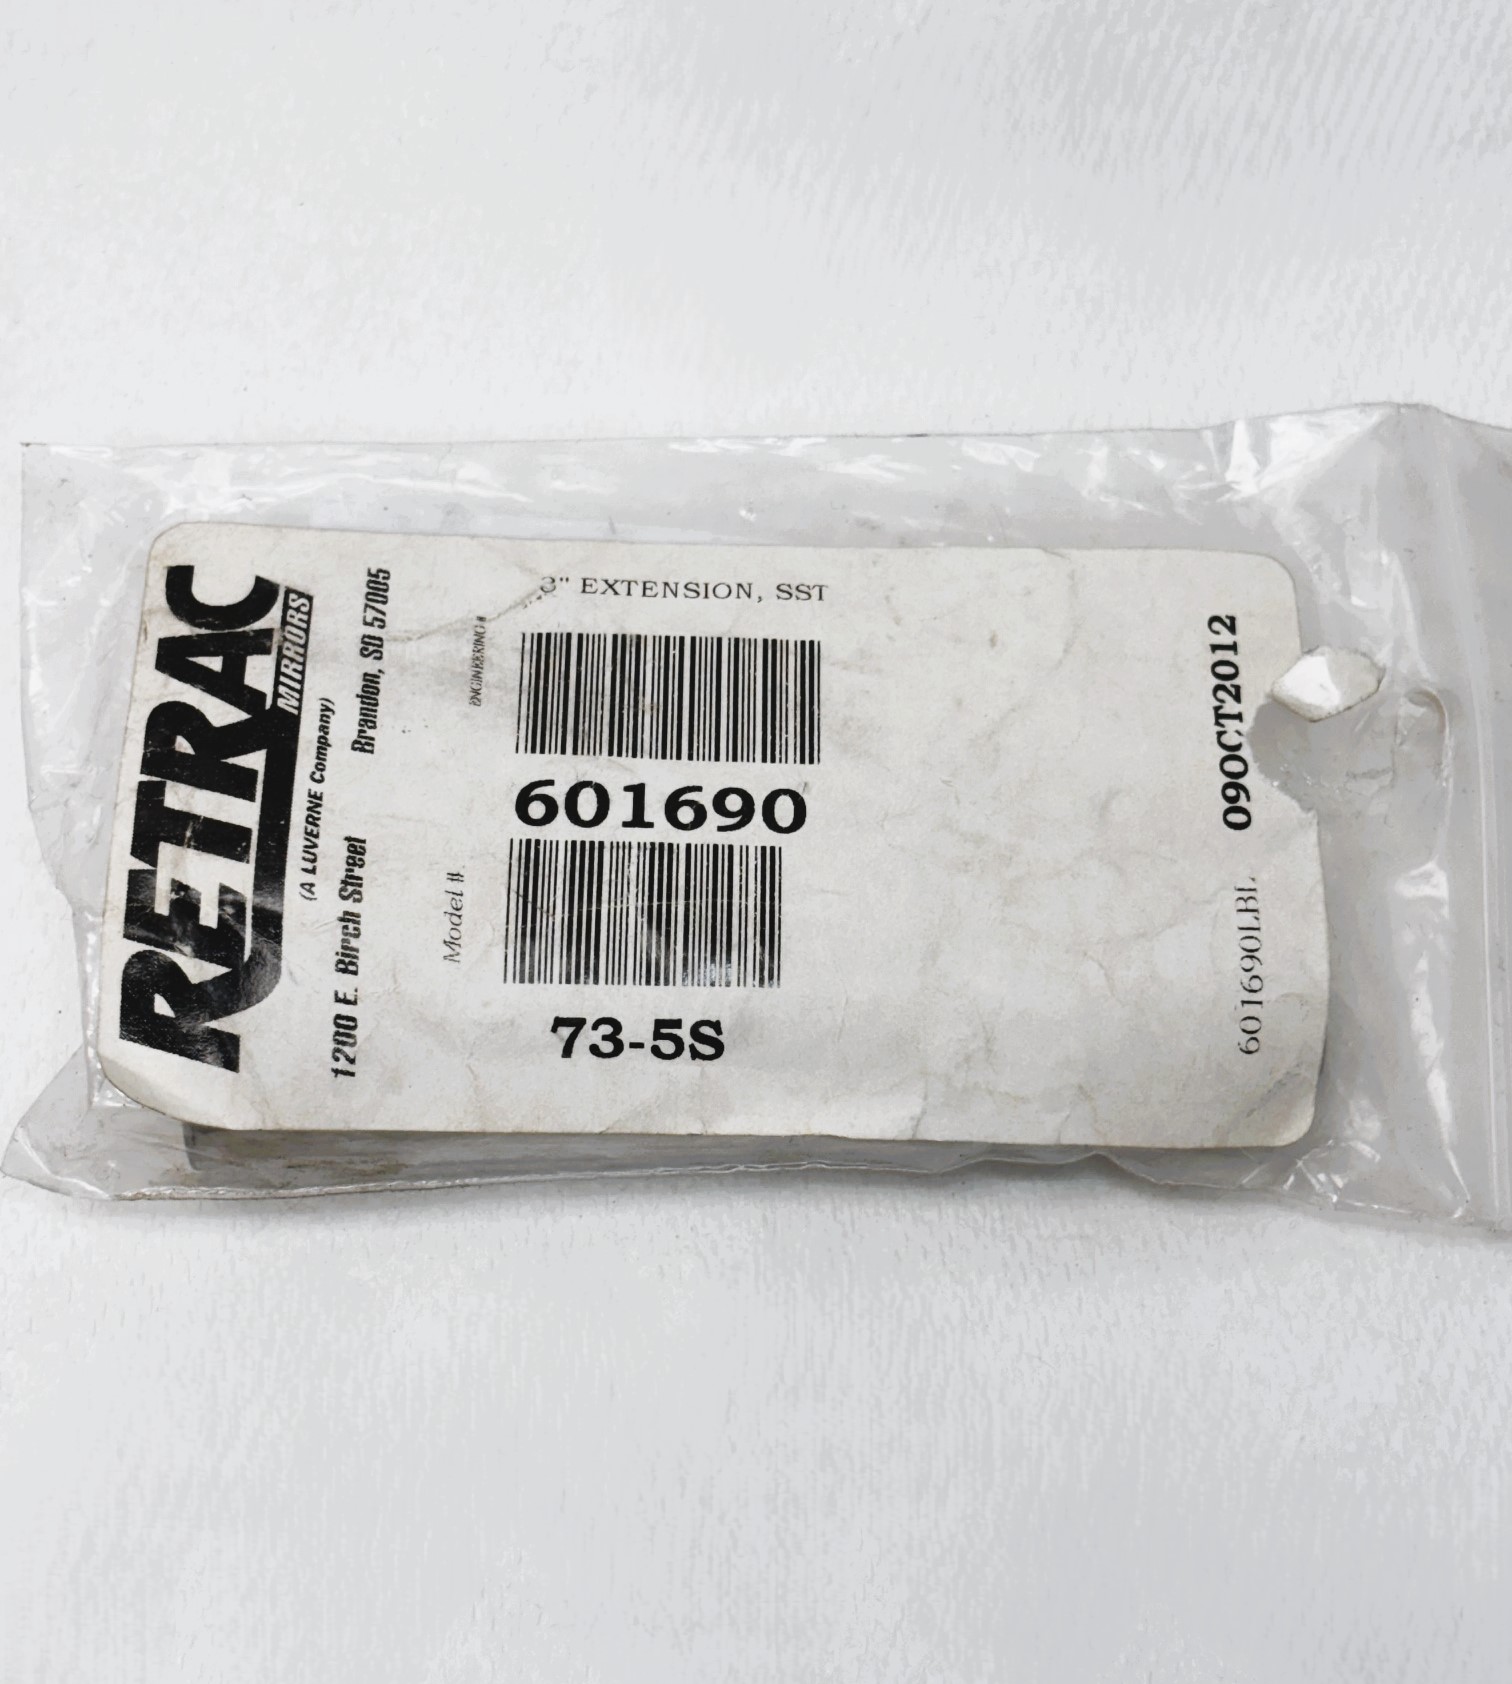 RETRAC
MIRRORS
(A LUVERNE Company)
1200 E. Birch Street Brandon, SD 57005
3" EXTENSION, SST
ENGINEERING #
601690
Model #
73-5S
09OCT2012
601690LBL